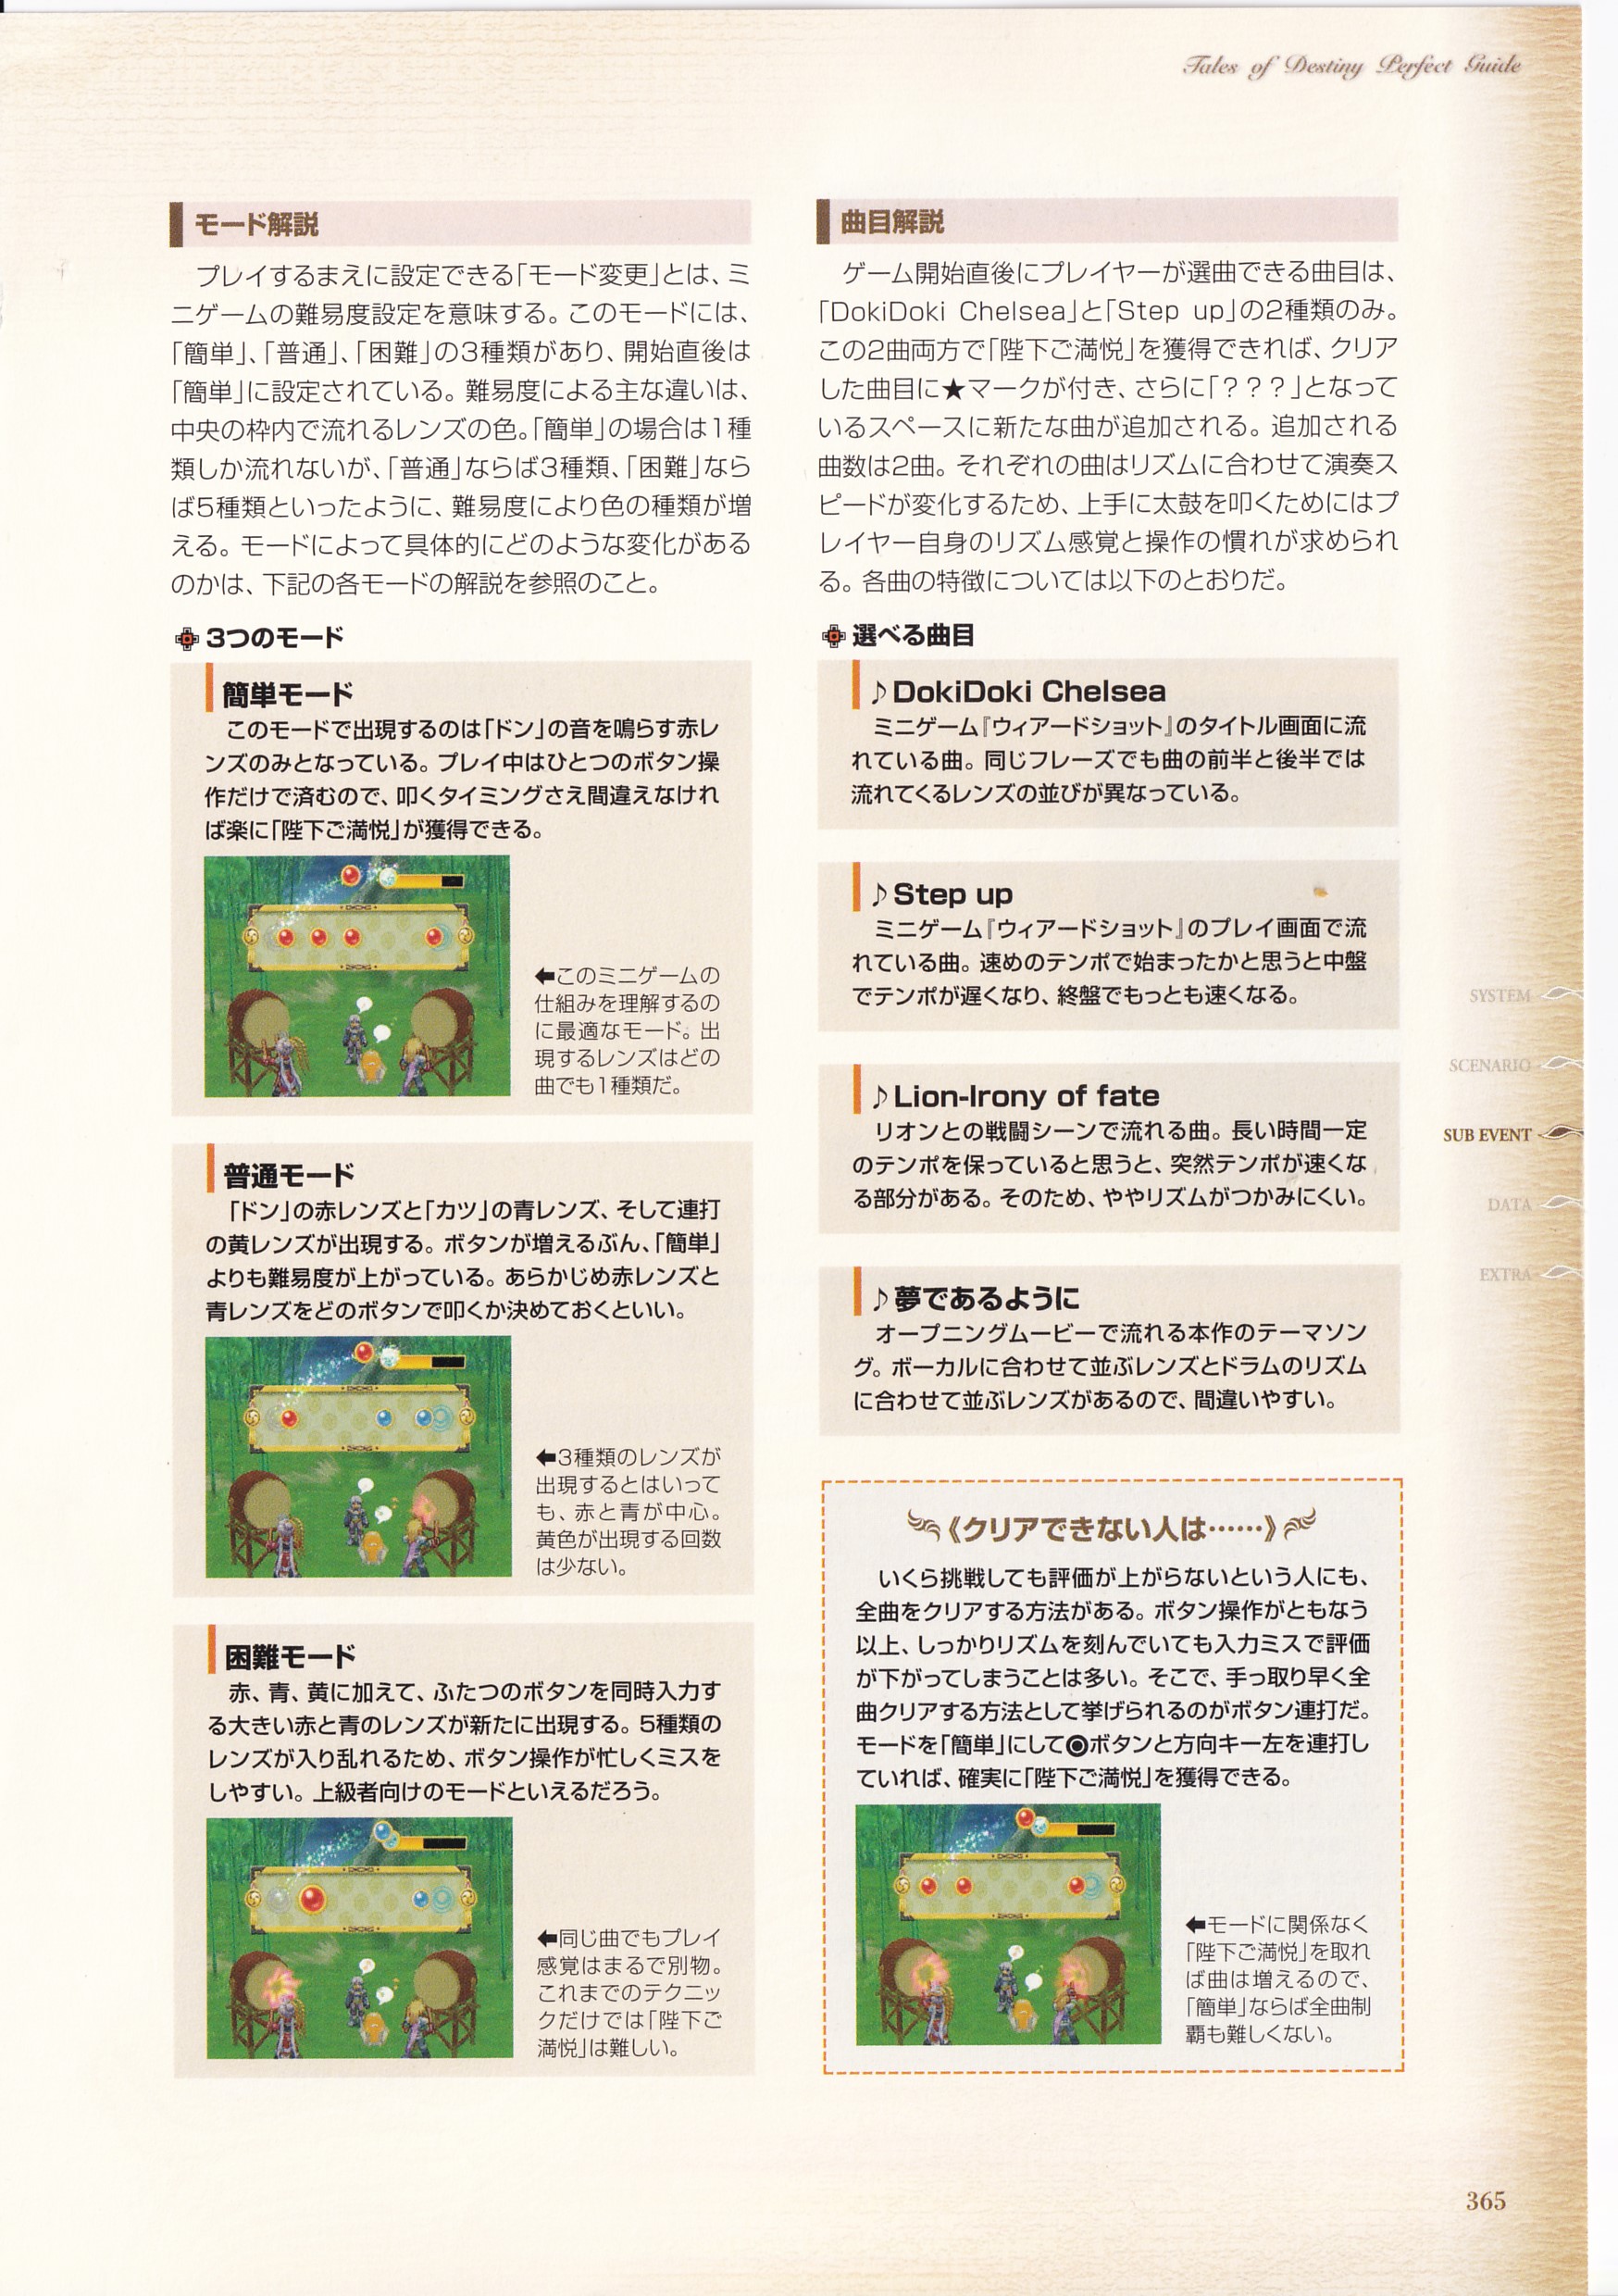 Tales of Destiny Perfect Guide
モード解説
プレイするまえに設定できる「モード変更」とは、ミ
ニゲームの難易度設定を意味する。このモードには、
「簡単」、「普通」、「困難」の3種類があり、開始直後は
「簡単」に設定されている。難易度による主な違いは、
中央の枠内で流れるレンズの色。「簡単」の場合は1種
類しか流れないが、「普通」ならば3種類、「困難」なら
ば5種類といったように、難易度により色の種類が増
える。モードによって具体的にどのような変化がある
のかは、下記の各モードの解説を参照のこと。
3つのモード
簡単モード
このモードで出現するのは「ドン」の音を鳴らす赤レ
ンズのみとなっている。プレイ中はひとつのボタン操
作だけで済むので、叩くタイミングさえ間違えなけれ
ば楽に「陛下ご満悦」が獲得できる。
←このミニゲームの
仕組みを理解するの
に最適なモード。出
現するレンズはどの
曲でも1種類だ。
普通モード
「ドン」の赤レンズと「カツ」の青レンズ、そして連打
の黄レンズが出現する。ボタンが増えるぶん、「簡単」
よりも難易度が上がっている。あらかじめ赤レンズと
青レンズをどのボタンで叩くか決めておくといい。
←3種類のレンズが
出現するとはいって
も、赤と青が中心。
黄色が出現する回数
は少ない。
困難モード
赤、青、黄に加えて、ふたつのボタンを同時入力す
る大きい赤と青のレンズが新たに出現する。5種類の
レンズが入り乱れるため、ボタン操作が忙しくミスを
しやすい。上級者向けのモードといえるだろう。
←同じ曲でもプレイ
感覚はまるで別物。
これまでのテクニッ
クだけでは「陛下ご
満悦」は難しい。
曲目解説
ゲーム開始直後にプレイヤーが選曲できる曲目は、
「DokiDoki Chelsea」と「Step up」の2種類のみ。
この2曲両方で「陛下ご満悦」を獲得できれば、クリア
した曲目に★マークが付き、さらに「???」となって
いるスペースに新たな曲が追加される。追加される
曲数は2曲。それぞれの曲はリズムに合わせて演奏ス
ピードが変化するため、上手に太鼓を叩くためにはプ
レイヤー自身のリズム感覚と操作の慣れが求められ
る。各曲の特徴については以下のとおりだ。
選べる曲目
♪DokiDoki Chelsea
ミニゲーム『ウィアードショット』のタイトル画面に流
れている曲。同じフレーズでも曲の前半と後半では
流れてくるレンズの並びが異なっている。
♪Step up
ミニゲーム『ウィアードショット』のプレイ画面で流
れている曲。速めのテンポで始まったかと思うと中盤
でテンポが遅くなり、終盤でもっとも速くなる。
♪Lion-Irony of fate
リオンとの戦闘シーンで流れる曲。長い時間一定
のテンポを保っていると思うと、突然テンポが速くな
る部分がある。そのため、ややリズムがつかみにくい。
♪夢であるように
オープニングムービーで流れる本作のテーマソン
グ。ボーカルに合わせて並ぶレンズとドラムのリズム
に合わせて並ぶレンズがあるので、間違いやすい。
《クリアできない人は……》
いくら挑戦しても評価が上がらないという人にも、
全曲をクリアする方法がある。ボタン操作がともなう
以上、しっかりリズムを刻んでいても入力ミスで評価
が下がってしまうことは多い。そこで、手っ取り早く全
曲クリアする方法として挙げられるのがボタン連打だ。
モードを「簡単」にして◎ボタンと方向キー左を連打し
ていれば、確実に「陛下ご満悦」を獲得できる。
←モードに関係なく
「陛下ご満悦」を取れ
ば曲は増えるので、
「簡単」ならば全曲制
覇も難しくない。
SYSTEM
SCENARIO
SUB EVENT
DATA
EXTRA
365